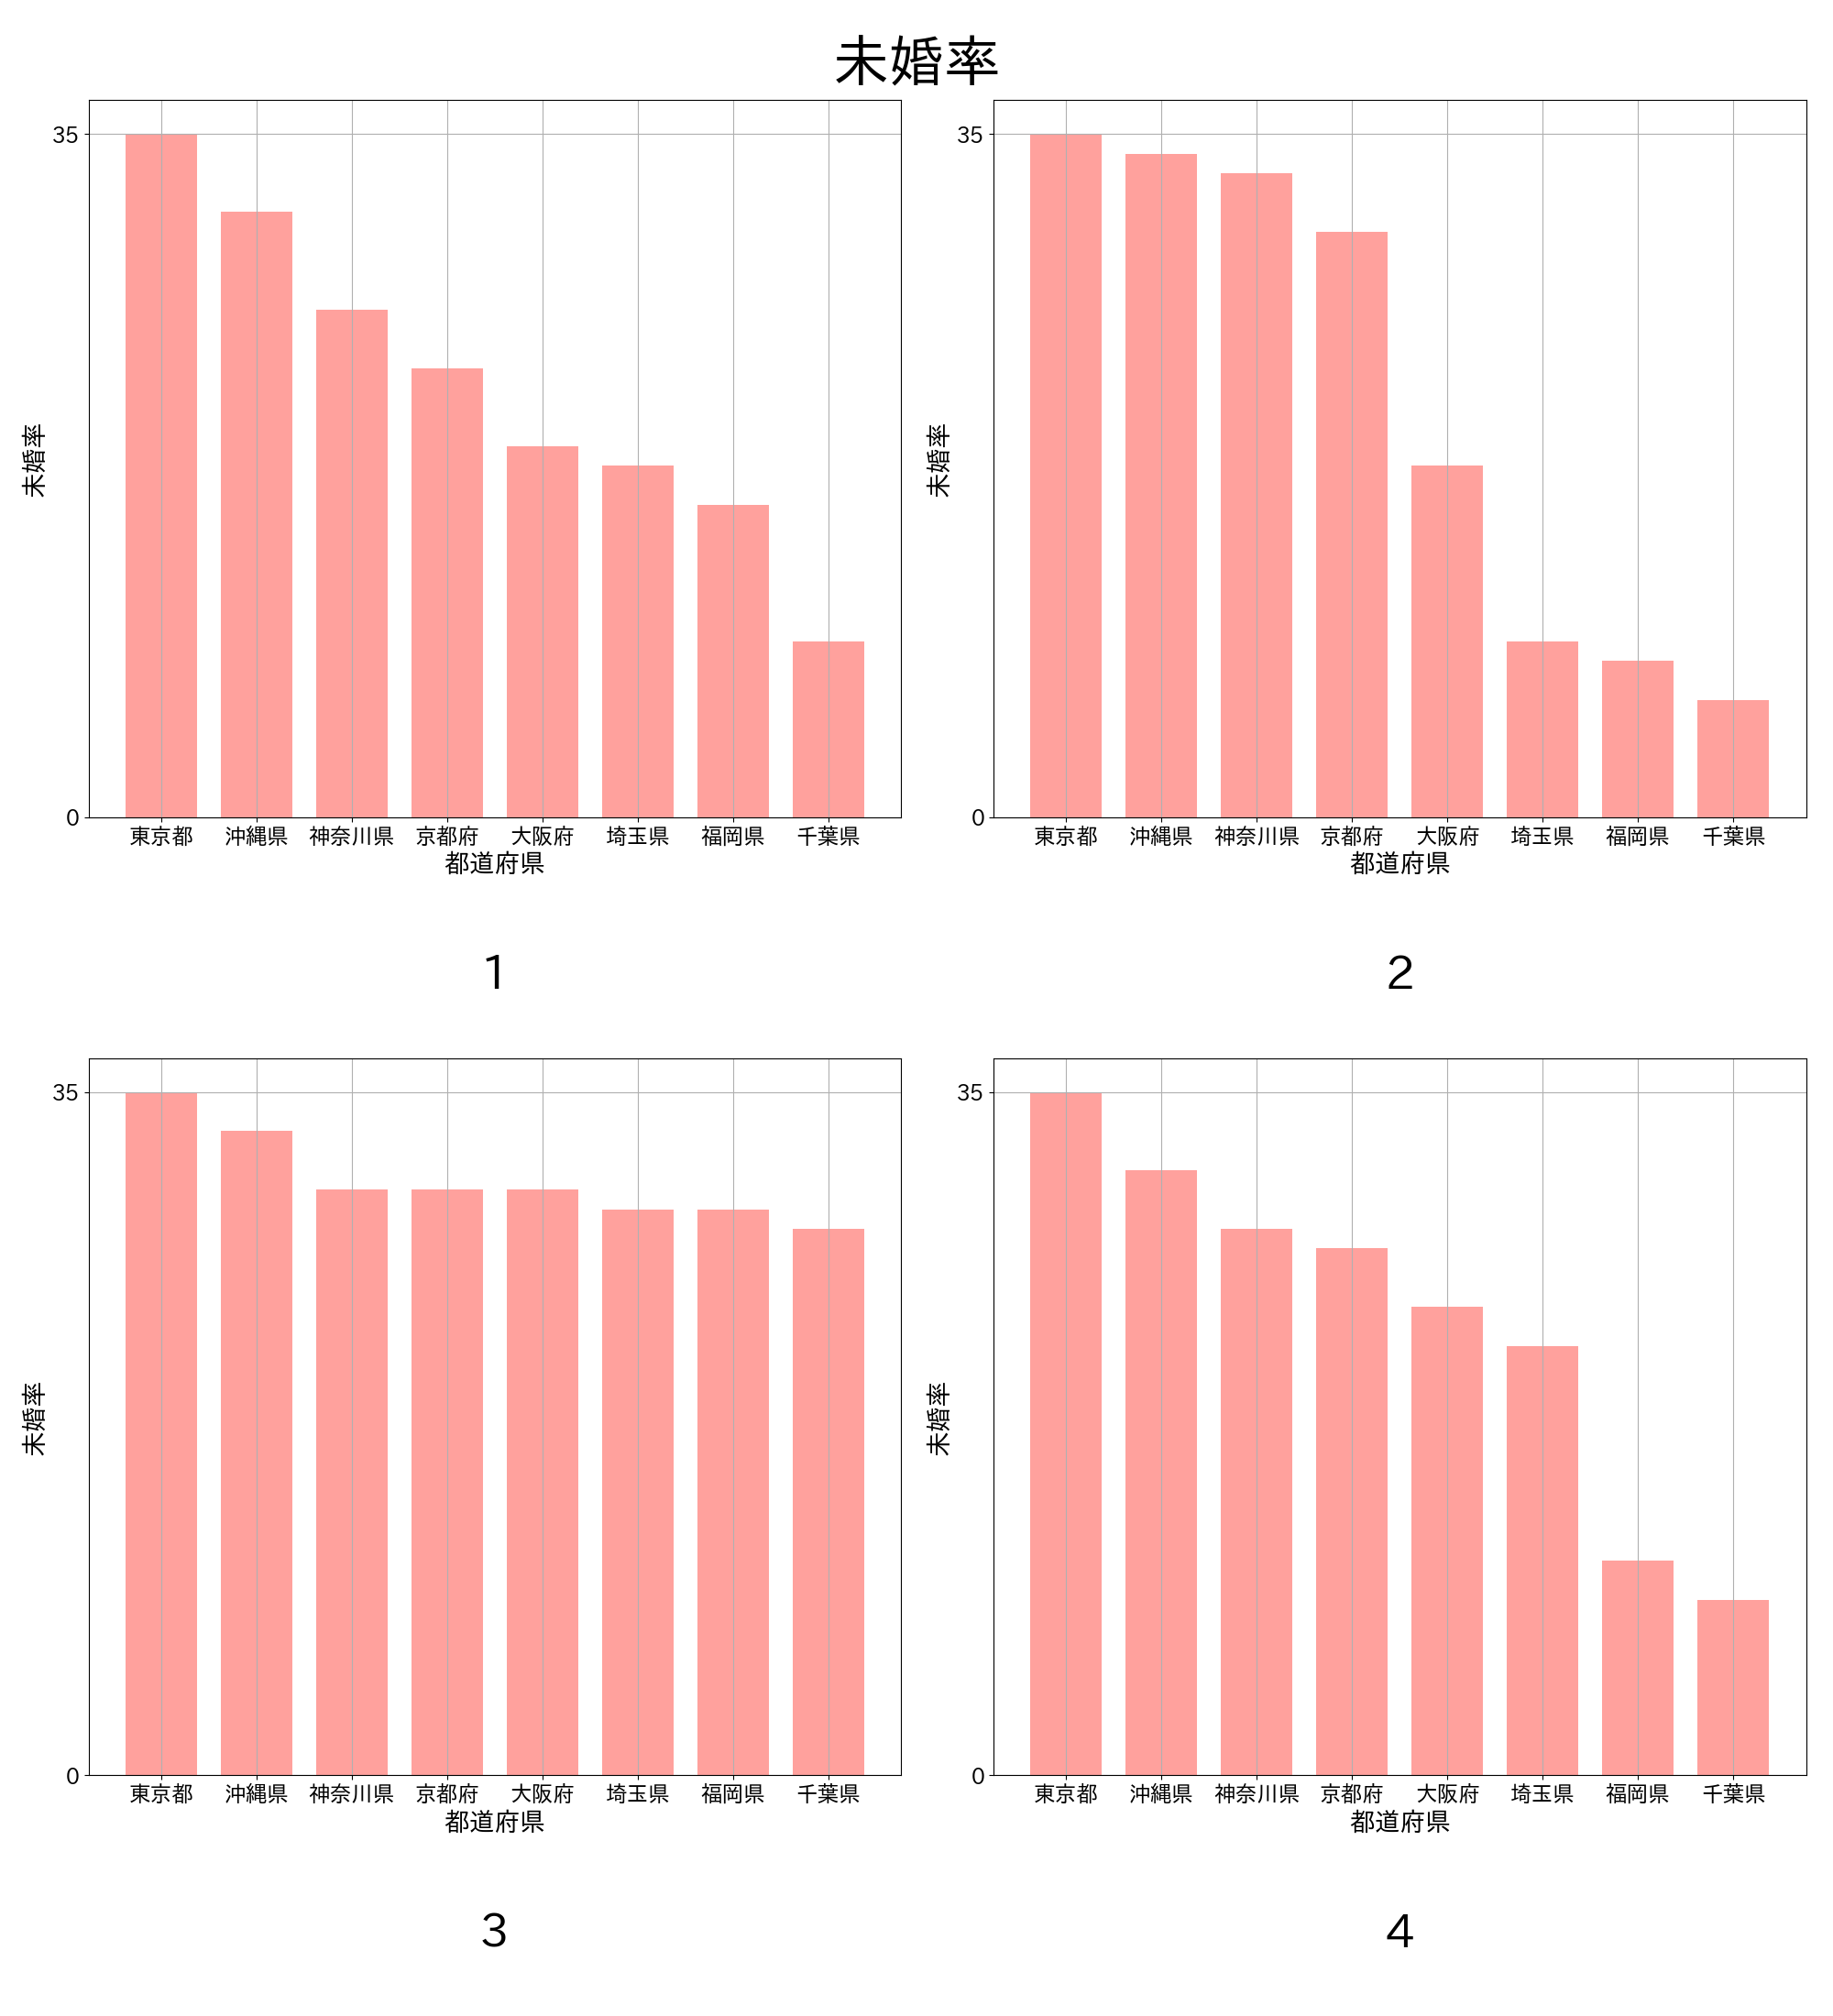 未婚率
35
0
未婚率
東京都 沖縄県 神奈川県 京都府 大阪府 埼玉県 福岡県 千葉県
都道府県
1
35
0
未婚率
東京都 沖縄県 神奈川県 京都府 大阪府 埼玉県 福岡県 千葉県
都道府県
2
35
0
未婚率
東京都 沖縄県 神奈川県 京都府 大阪府 埼玉県 福岡県 千葉県
都道府県
3
35
0
未婚率
東京都 沖縄県 神奈川県 京都府 大阪府 埼玉県 福岡県 千葉県
都道府県
4